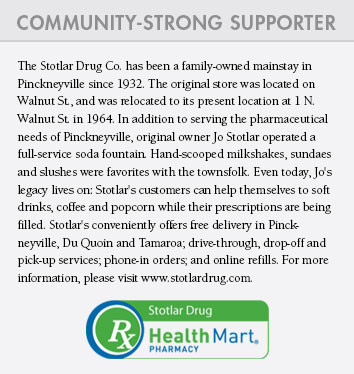 COMMUNITY-STRONG SUPPORTER
The Stotlar Drug Co. has been a family-owned mainstay in
Pinckneyville since 1932. The original store was located on
Walnut St., and was relocated to its present location at 1 N.
Walnut St. in 1964. In addition to serving the pharmaceutical
needs of Pinckneyville, original owner Jo Stotlar operated a
full-service soda fountain. Hand-scooped milkshakes, sundaes
and slushes were favorites with the townsfolk. Even today, Jo's
legacy lives on: Stotlar's customers can help themselves to soft
drinks, coffee and popcorn while their prescriptions are being
filled. Stotlar's conveniently offers free delivery in Pinck-
neyville, Du Quoin and Tamaroa; drive-through, drop-off and
pick-up services; phone-in orders; and online refills. For more
information, please visit www.stotlardrug.com.
Stotlar Drug
Rx
Health Mart®
PHARMACY